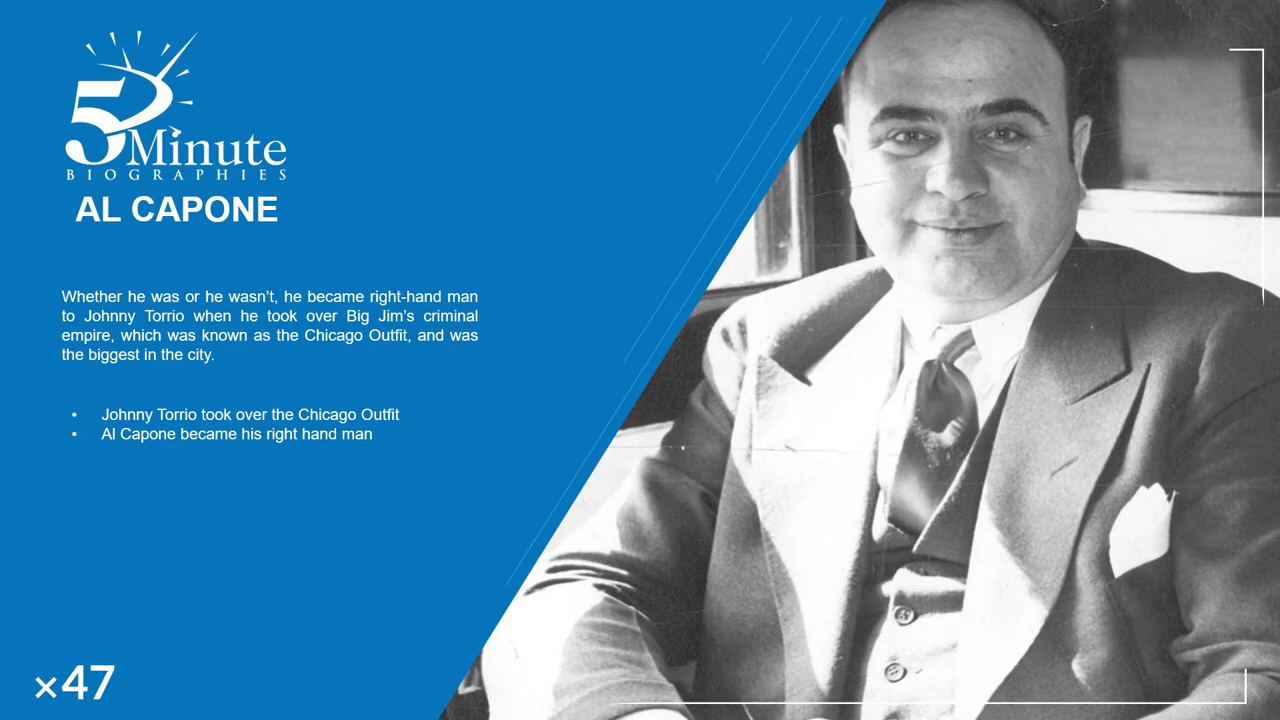 5 Minute
BIOGRAPHIES
AL CAPONE
Whether he was or he wasn’t, he became right-hand man
to Johnny Torrio when he took over Big Jim’s criminal
empire, which was known as the Chicago Outfit, and was
the biggest in the city.
• Johnny Torrio took over the Chicago Outfit
• Al Capone became his right hand man
×47